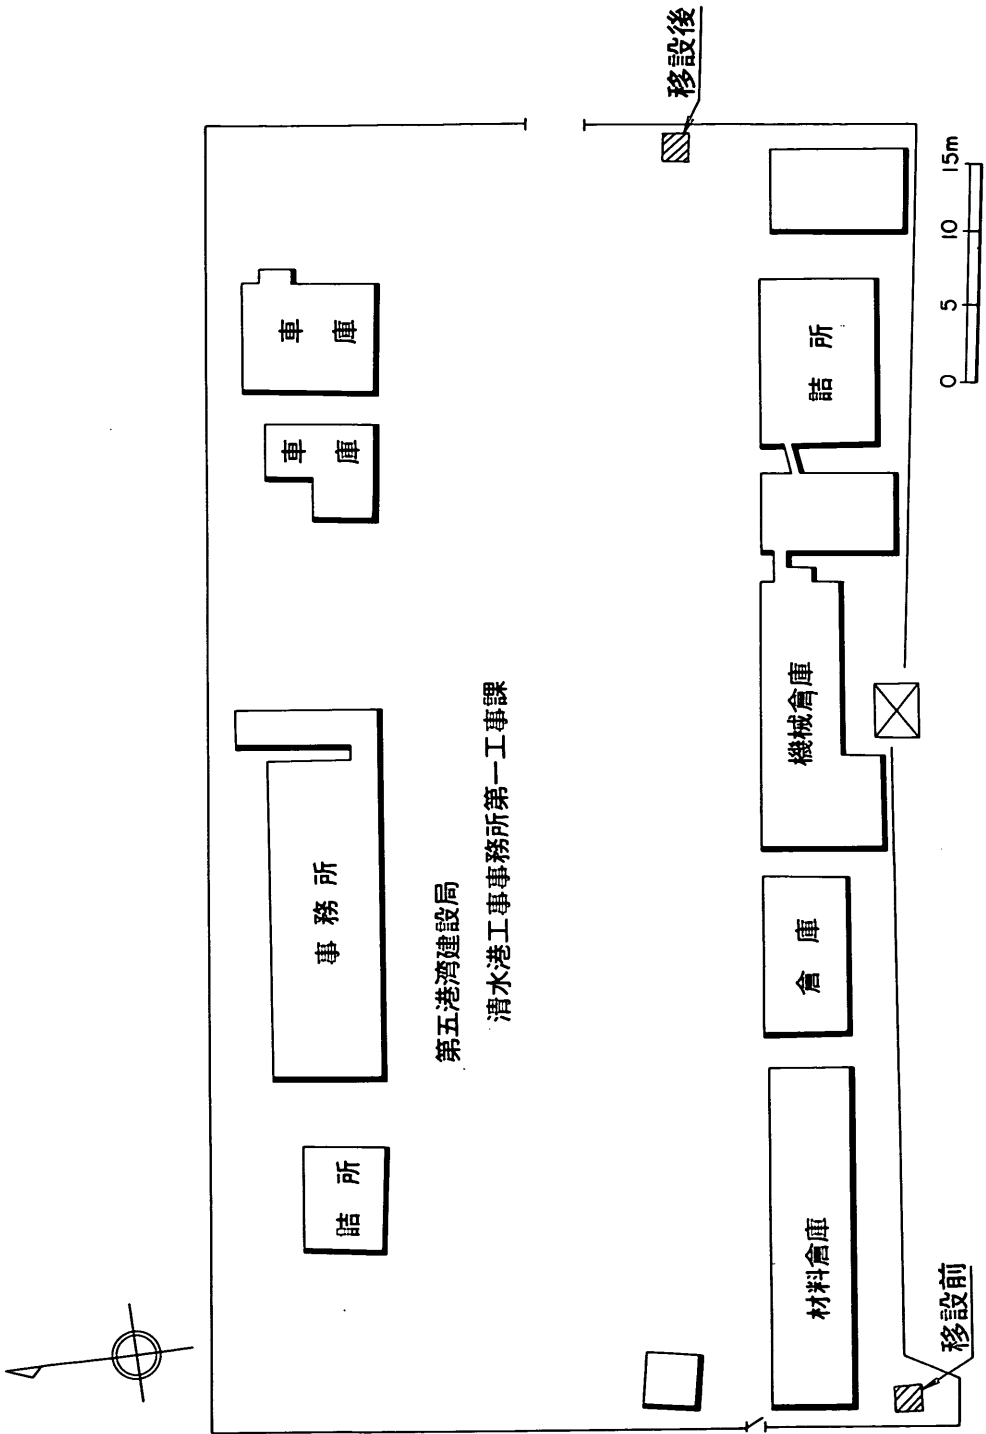 移設後
車庫
車庫
事務所
詰所
第五港湾建設局
清水港工事事務所第一工事課
詰所
機械倉庫
倉庫
材料倉庫
移設前
0 5 10 15m